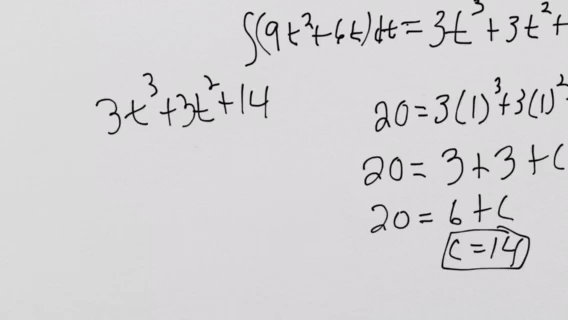 ∫(9t²+6t)dt=3t³+3t²+
3t³+3t²+14
20=3(1)³+3(1)²
20=3+3+C
20=6+C
C=14